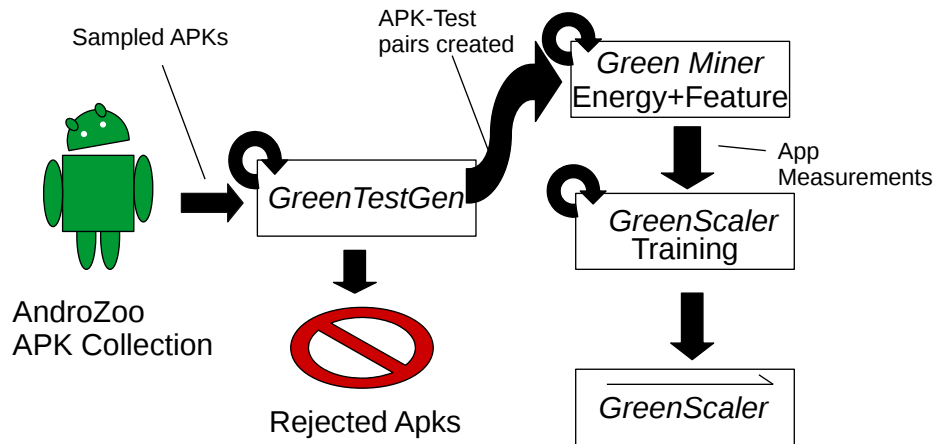 Sampled APKs
APK-Test
pairs created
Green Miner
Energy+Feature
App
Measurements
GreenTestGen
GreenScaler
Training
AndroZoo
APK Collection
Rejected Apks
GreenScaler